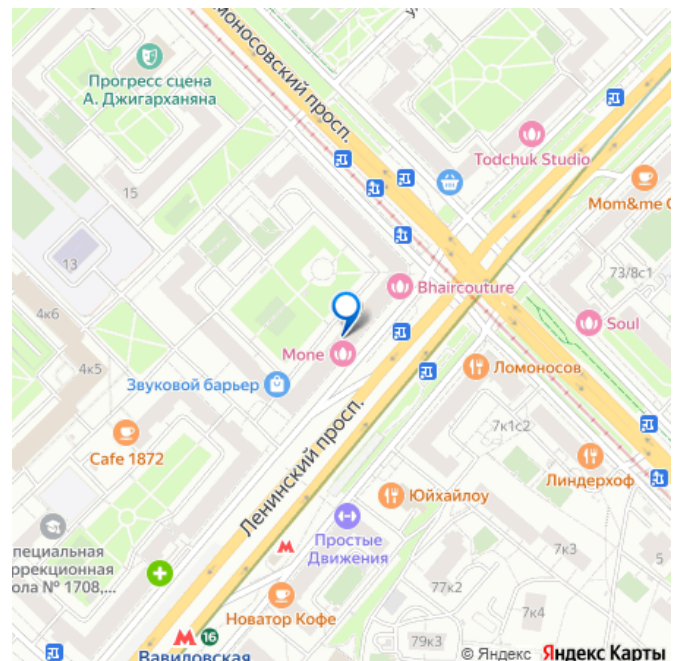 МОНОСОВСКИЙ ПРОСП.
Прогресс сцена
А. Джигарханяна
Todchuk Studio
Mom&me C
15
13
73/8с1
Bhaircouture
4к6
Soul
Mone
4к5
Звуковой барьер
Ломоносов
Ленинский просп.
7к1с2
Cafe 1872
Линдерхоф
Юйхайлоу
Простые
Движения
7к3
5
пециальная
ррекционная
ола № 1708,...
77к2
Новатор Кофе
7к4
16
79к3
Вавиловская
© Яндекс Яндекс Карты